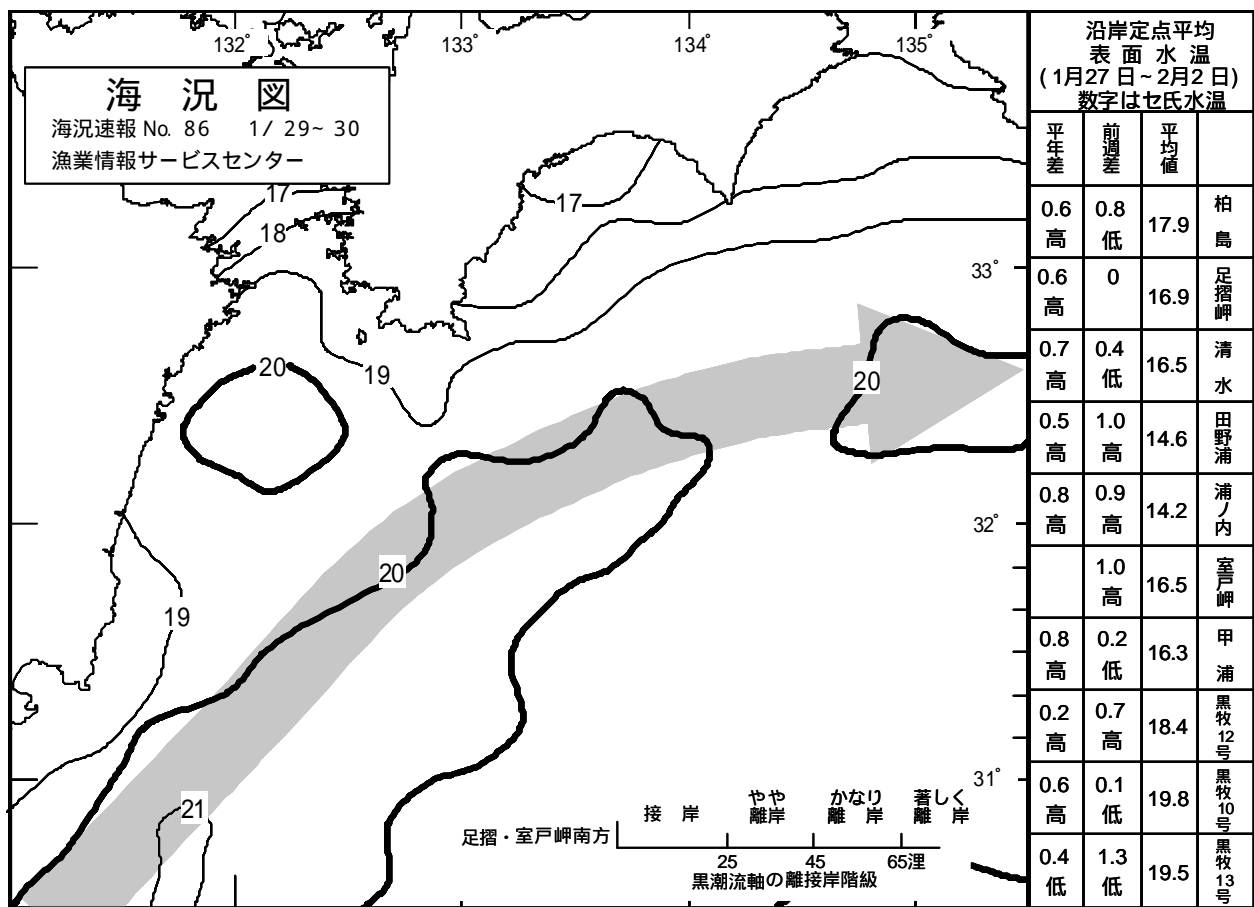 132°
133°
134°
135°
海 況 図
海況速報 No. 86 1/ 29~ 30
漁業情報サービスセンター
17
17
18
33°
20
19
20
32°
20
19
31°
21
接 岸
やや
離岸
かなり
離 岸
著しく
離 岸
足摺・室戸岬南方
25 45 65浬
黒潮流軸の離接岸階級
沿岸定点平均
表 面 水 温
( 1月27 日 ~ 2月2 日)
数字はセ氏水温
平年差 前週差 平均値
0.6 高 0.8 低 17.9 柏島
0.6 高 0 16.9 足摺岬
0.7 高 0.4 低 16.5 清水
0.5 高 1.0 高 14.6 田野浦
0.8 高 0.9 高 14.2 浦ノ内
1.0 高 16.5 室戸岬
0.8 高 0.2 低 16.3 甲浦
0.2 高 0.7 高 18.4 黒牧12号
0.6 高 0.1 低 19.8 黒牧10号
0.4 低 1.3 低 19.5 黒牧13号